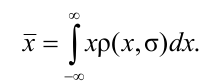 x̄ = ∫_{-∞}^{∞} xρ(x,σ)dx.